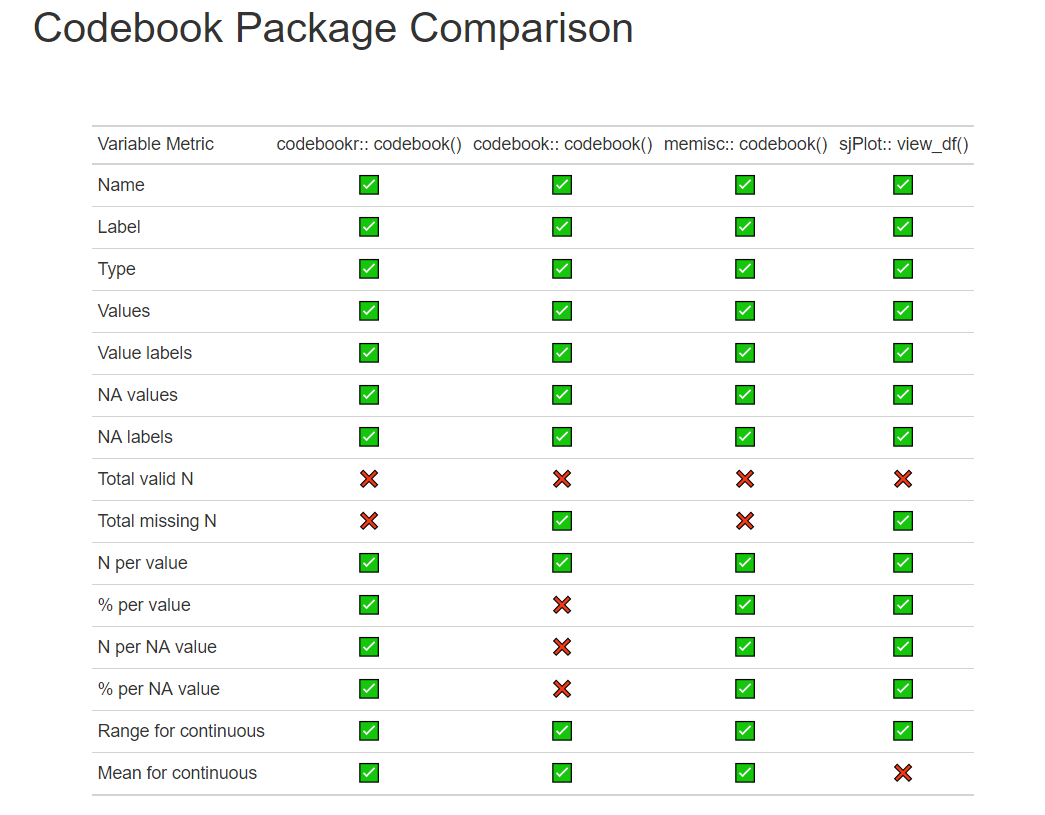 Codebook Package Comparison
Variable Metric codebookr:: codebook() codebook:: codebook() memisc:: codebook() sjPlot:: view_df()
Name ✅ ✅ ✅ ✅
Label ✅ ✅ ✅ ✅
Type ✅ ✅ ✅ ✅
Values ✅ ✅ ✅ ✅
Value labels ✅ ✅ ✅ ✅
NA values ✅ ✅ ✅ ✅
NA labels ✅ ✅ ✅ ✅
Total valid N ❌ ❌ ❌ ❌
Total missing N ❌ ✅ ❌ ✅
N per value ✅ ✅ ✅ ✅
% per value ✅ ❌ ✅ ✅
N per NA value ✅ ❌ ✅ ✅
% per NA value ✅ ❌ ✅ ✅
Range for continuous ✅ ✅ ✅ ✅
Mean for continuous ✅ ✅ ✅ ❌